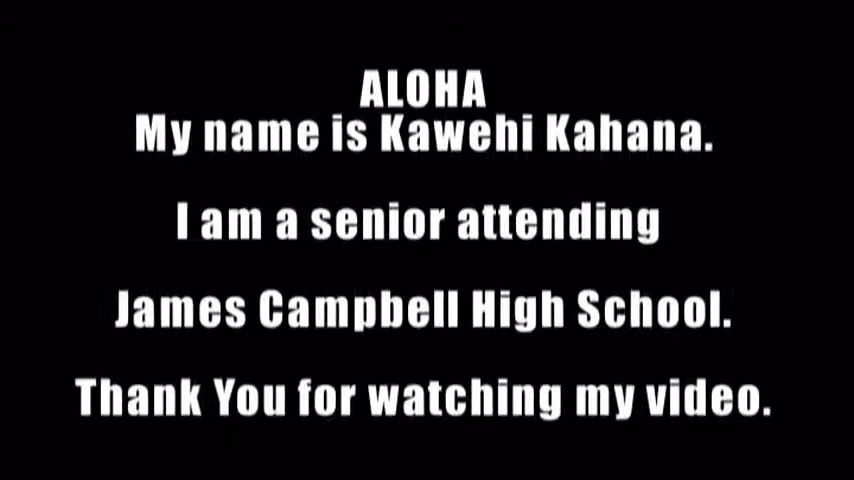 ALOHA
My name is Kawehi Kahana.
I am a senior attending
James Campbell High School.
Thank You for watching my video.